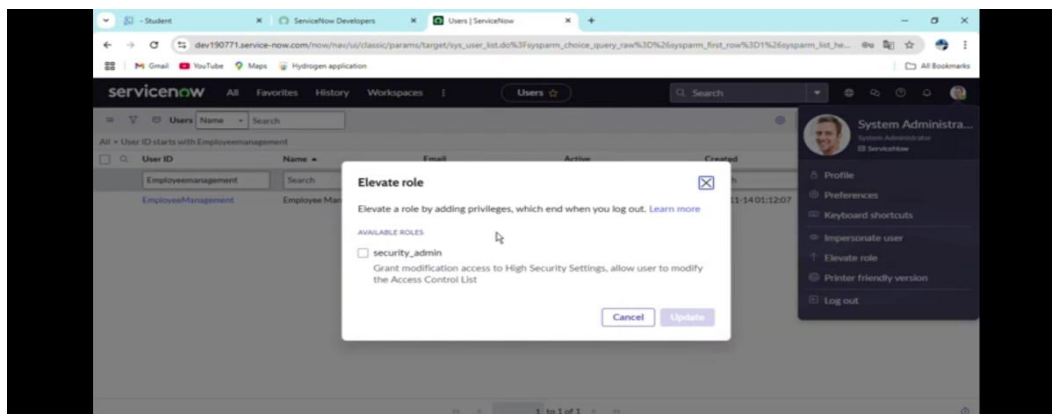 - Student
ServiceNow Developers
Users | ServiceNow
dev190771.service-now.com/now/nav/ui/classic/params/target/sys_user_list.do%3Fsysparm_choice_query_raw%3D%26sysparm_first_row%3D1%26sysparm_list_he...
Gmail YouTube Maps Hydrogen application All Bookmarks
servicenow All Favorites History Workspaces Users Search
Users Name Search
All > User ID starts with Employeemanagement
User ID Name Email Active Created
Employeemanagement Search
EmployeeManagement Employee Man 11-14 01:12:07
Elevate role
Elevate a role by adding privileges, which end when you log out. Learn more
AVAILABLE ROLES
security_admin
Grant modification access to High Security Settings, allow user to modify
the Access Control List
Cancel Update
System Administra...
System Administrator
ServiceNow
Profile
Preferences
Keyboard shortcuts
Impersonate user
Elevate role
Printer friendly version
Log out
1 to 1 of 1